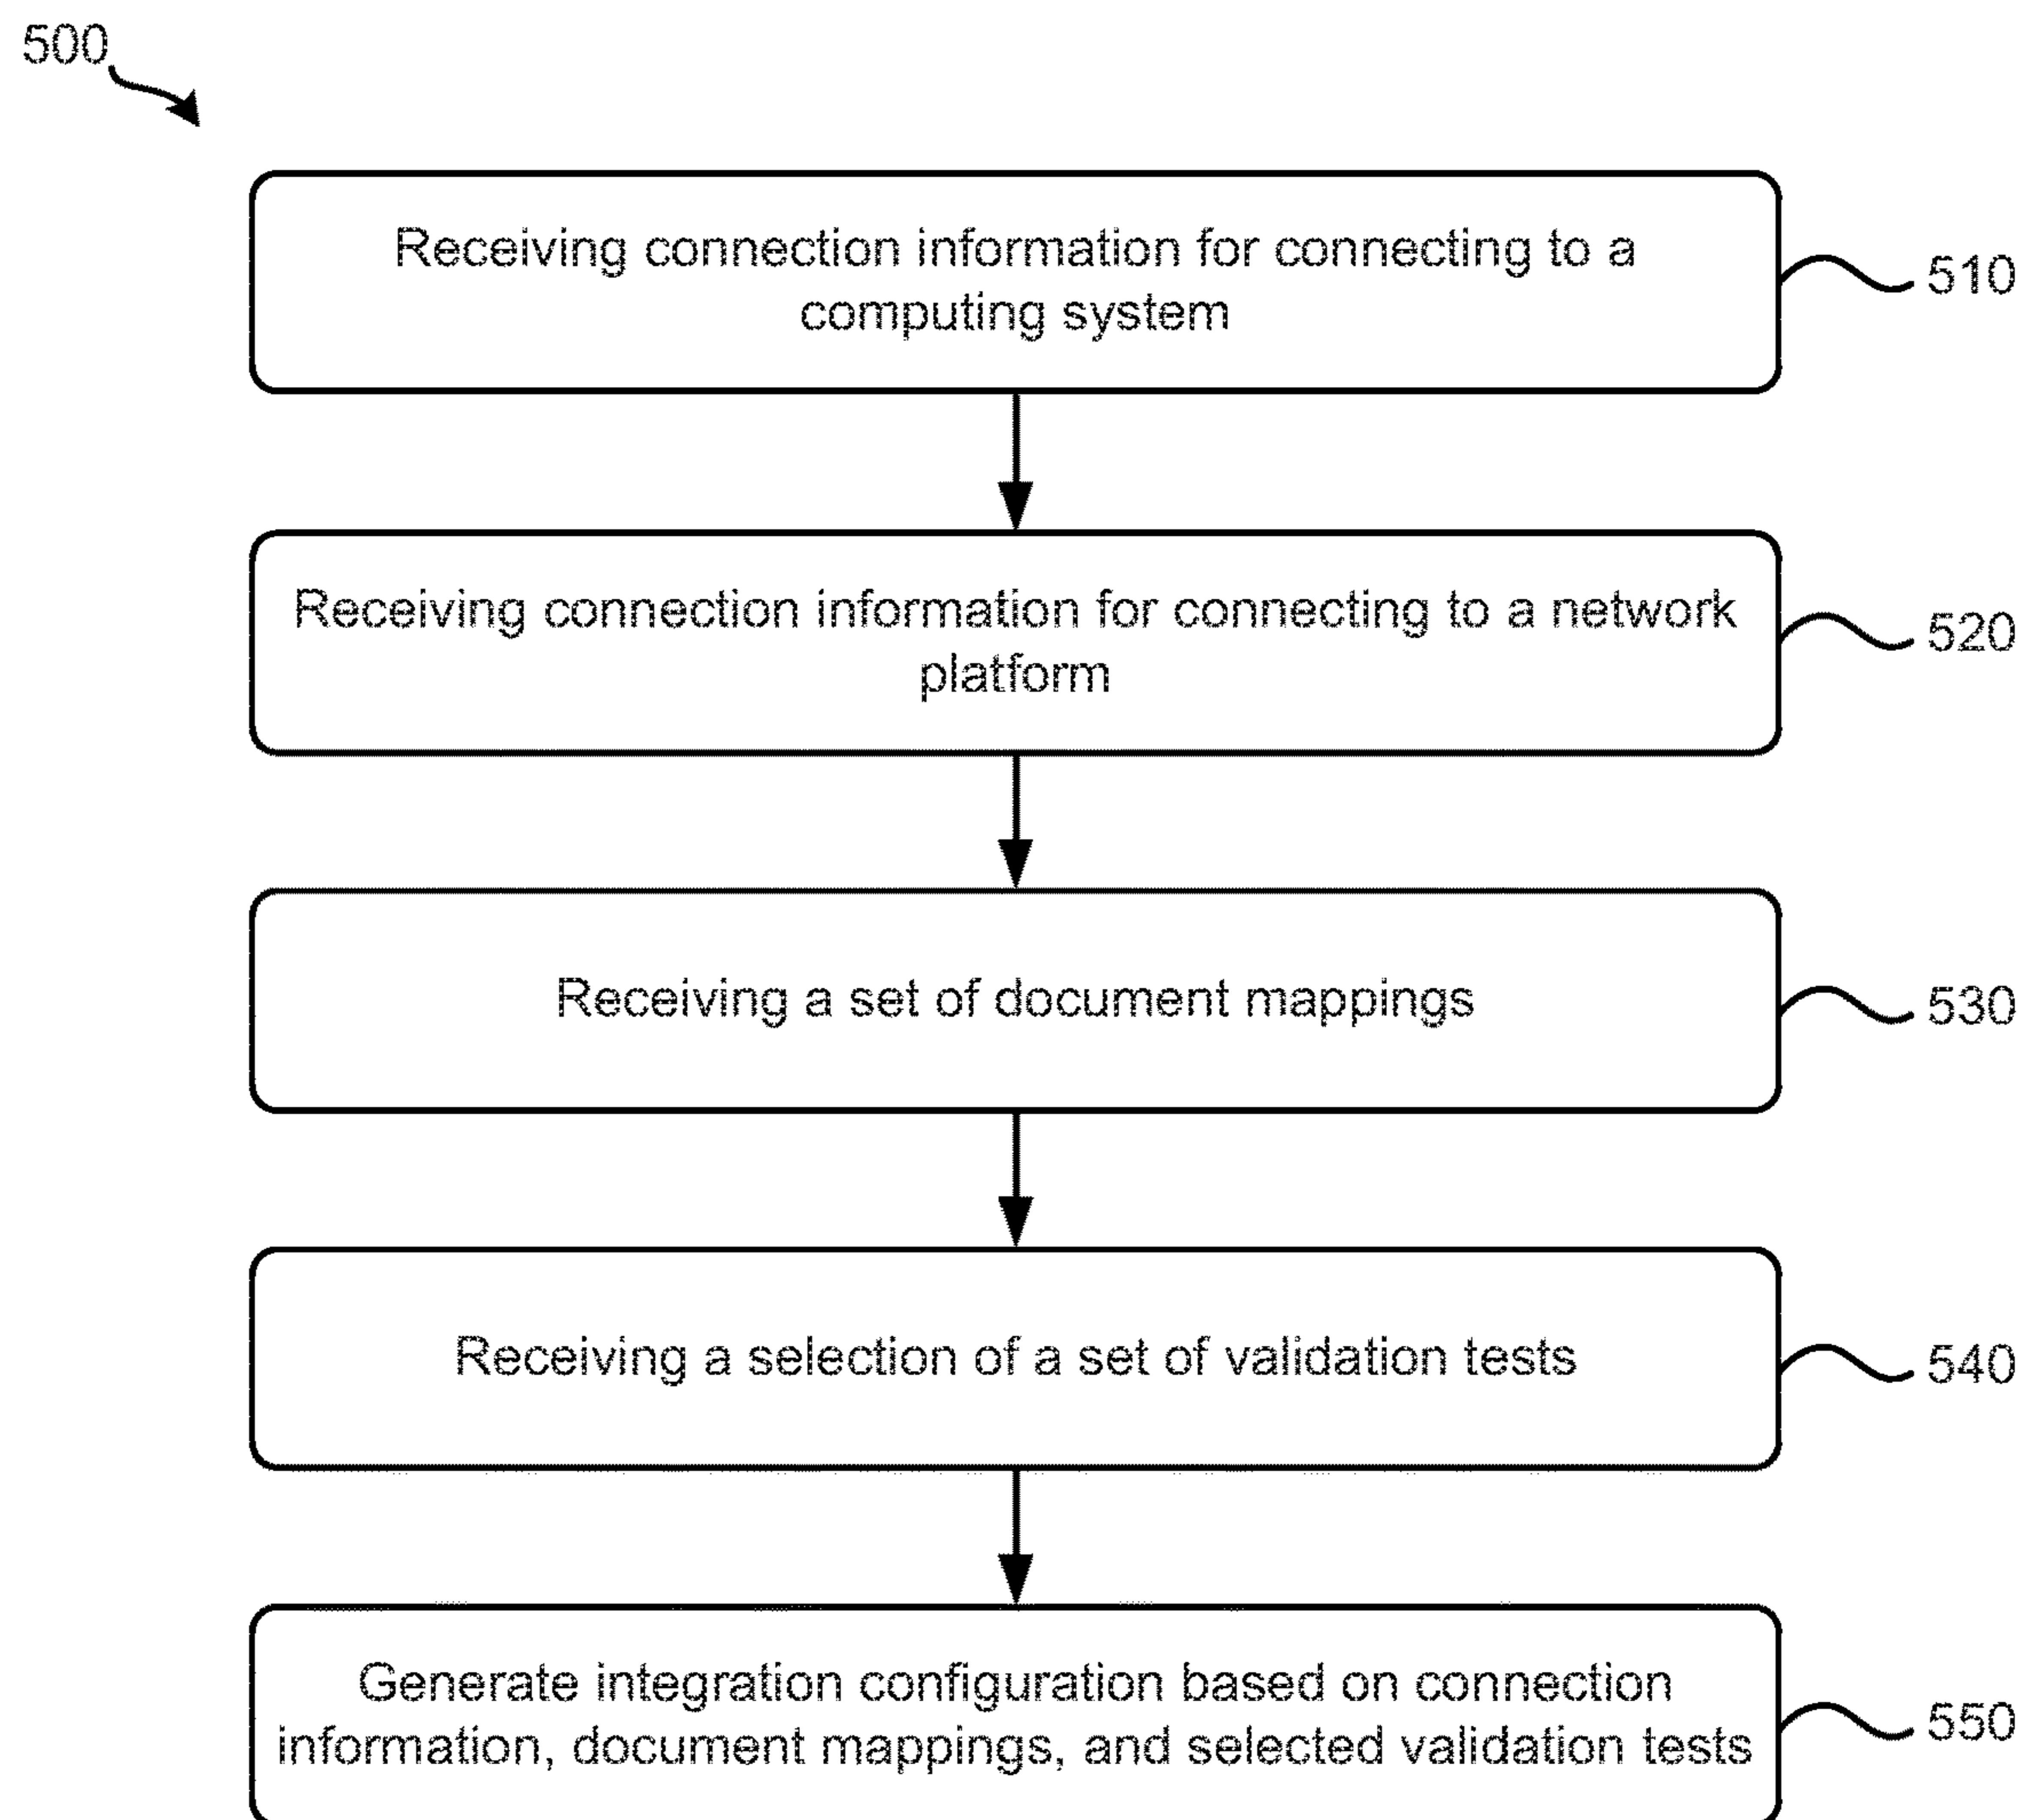 500
Receiving connection information for connecting to a
computing system
510
Receiving connection information for connecting to a network
platform
520
Receiving a set of document mappings
530
Receiving a selection of a set of validation tests
540
Generate integration configuration based on connection
information, document mappings, and selected validation tests
550